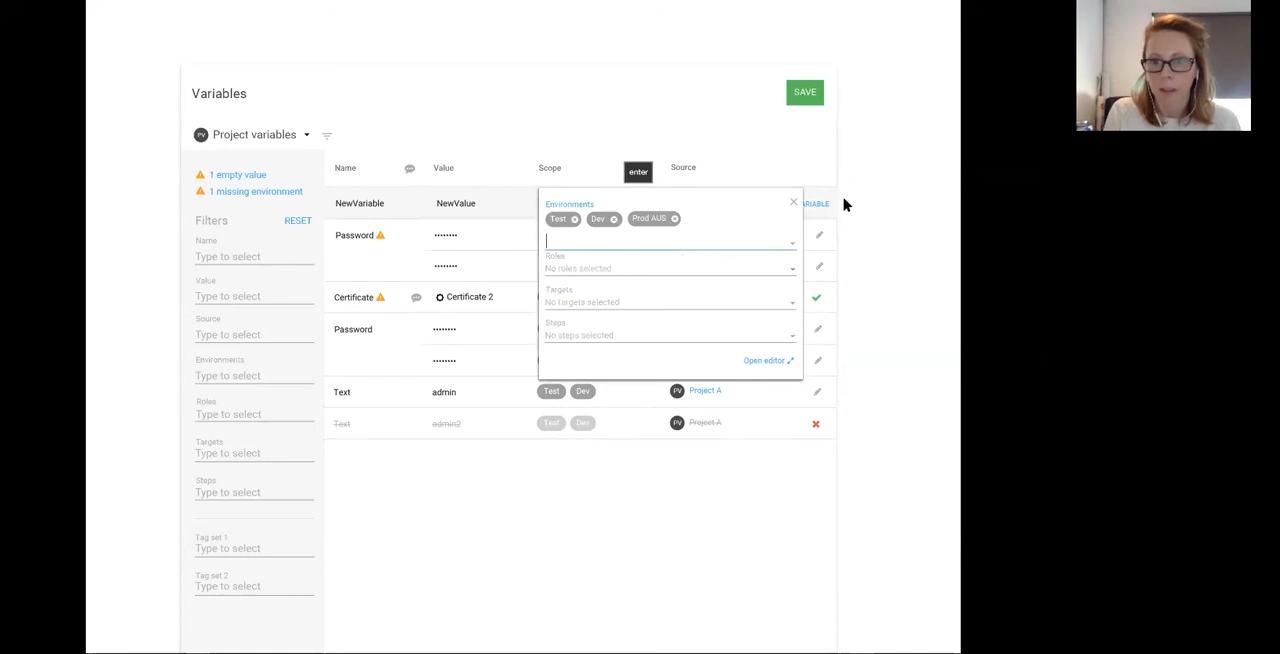 Variables
SAVE
PV Project variables
Name Value Scope enter Source
1 empty value
1 missing environment
Filters RESET
Name
Type to select
Value
Type to select
Source
Type to select
Environments
Type to select
Roles
Type to select
Targets
Type to select
Steps
Type to select
Tag set 1
Type to select
Tag set 2
Type to select
NewVariable NewValue
Environments
Test Dev Prod AUS
Roles
No roles selected
Targets
No targets selected
Steps
No steps selected
Open editor
ARIABLE
Password ••••••••
••••••••
Certificate Certificate 2
Password ••••••••
••••••••
Text admin Test Dev PV Project A
Text admin2 Test Dev PV Project A